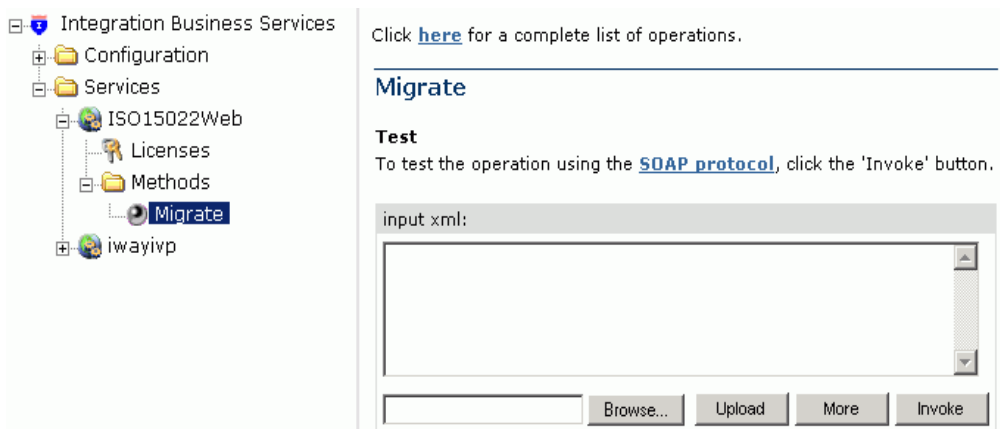 Integration Business Services
Configuration
Services
ISO15022Web
Licenses
Methods
Migrate
iwayivp
Click here for a complete list of operations.
Migrate
Test
To test the operation using the SOAP protocol, click the 'Invoke' button.
input xml:
Browse... Upload More Invoke